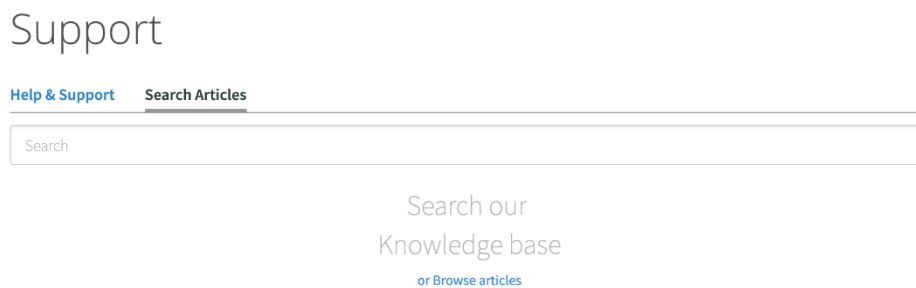 Support
Help & Support Search Articles
Search
Search our
Knowledge base
or Browse articles